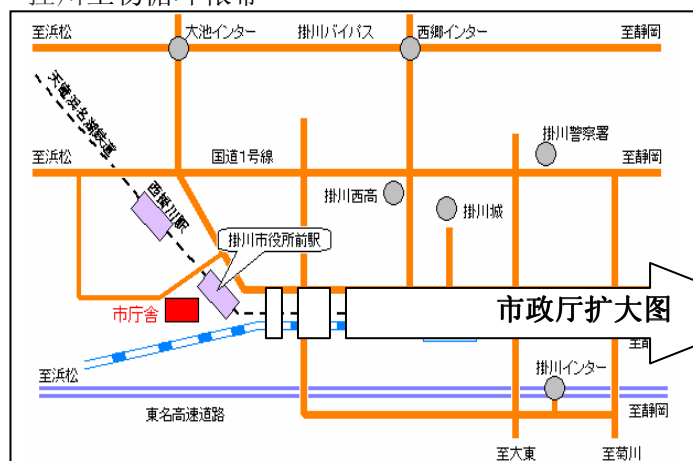 至浜松
大池インター
掛川バイパス
西郷インター
至静岡
天竜浜名湖鉄道
掛川警察署
至浜松
国道1号線
至静岡
西掛川駅
掛川西高
掛川城
掛川市役所前駅
市庁舎
市政厅扩大图
至浜松
掛川インター
東名高速道路
至静岡
至大東
至菊川